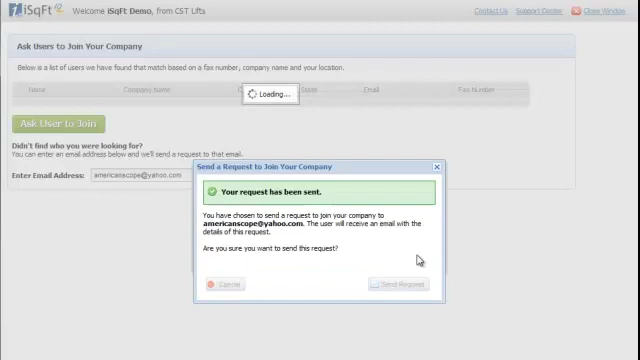 iSqFt
Welcome iSqFt Demo, from CST Lifts
Contact Us
Support Center
Close Window
Ask Users to Join Your Company
Below is a list of users we have found that match based on a fax number, company name and your location.
Name
Company Name
State
Email
Fax Number
Loading...
Ask User to Join
Didn't find who you were looking for?
You can enter an email address below and we'll send a request to that email.
Enter Email Address:
americanscope@yahoo.com
Send a Request to Join Your Company
Your request has been sent.
You have chosen to send a request to join your company to
americanscope@yahoo.com. The user will receive an email with the
details of this request.
Are you sure you want to send this request?
Cancel
Send Request